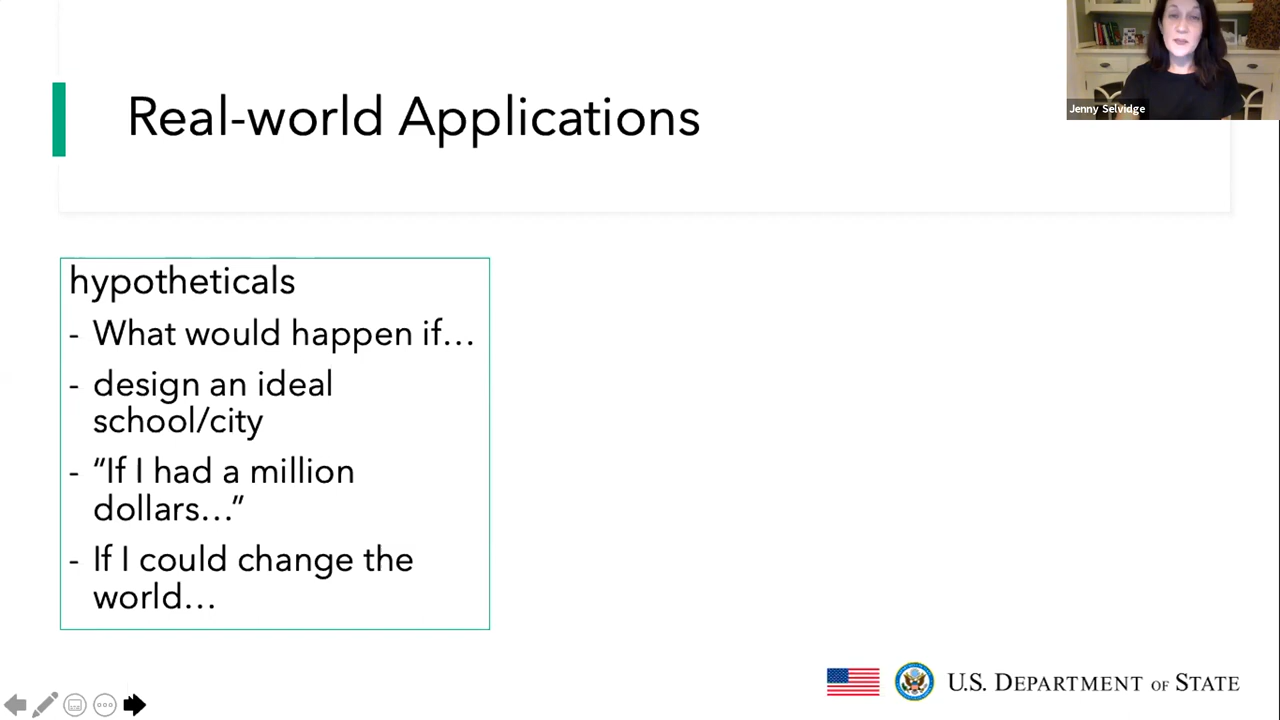 Jenny Selvidge
Real-world Applications
hypotheticals
- What would happen if…
- design an ideal
school/city
- “If I had a million
dollars…”
- If I could change the
world…
U.S. DEPARTMENT OF STATE